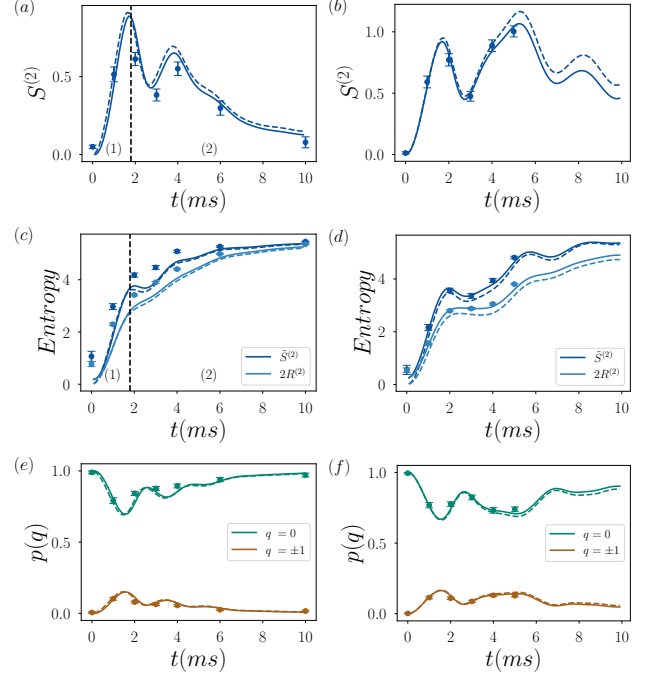 (a)
S^{(2)}
0.5
0.0
(1)
(2)
0 2 4 6 8 10
t(ms)
(b)
S^{(2)}
1.0
0.5
0.0
0 2 4 6 8 10
t(ms)
(c)
Entropy
4
2
0
(1)
(2)
S̃^{(2)}
2R^{(2)}
0 2 4 6 8 10
t(ms)
(d)
Entropy
4
2
0
S̃^{(2)}
2R^{(2)}
0 2 4 6 8 10
t(ms)
(e)
p(q)
1.0
0.5
0.0
q = 0
q = ±1
0 2 4 6 8 10
t(ms)
(f)
p(q)
1.0
0.5
0.0
q = 0
q = ±1
0 2 4 6 8 10
t(ms)